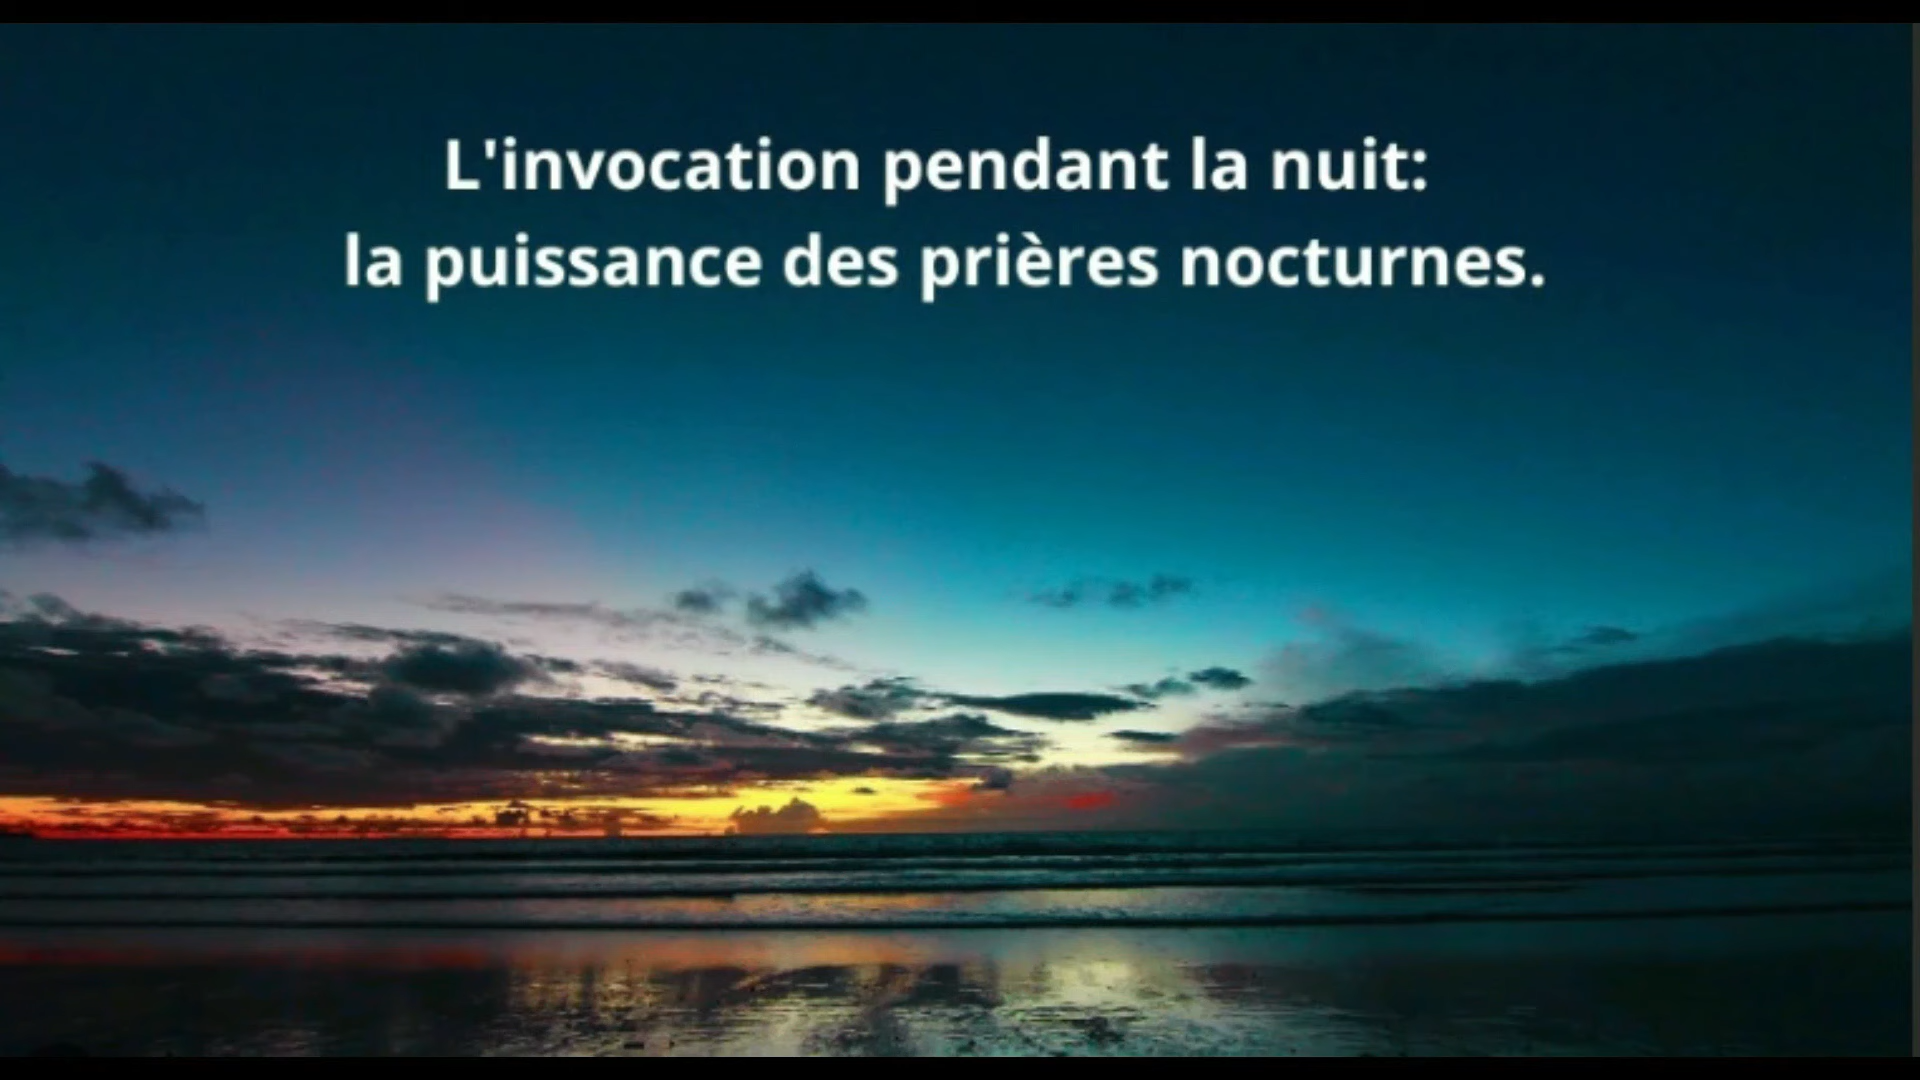 L'invocation pendant la nuit:
la puissance des prières nocturnes.